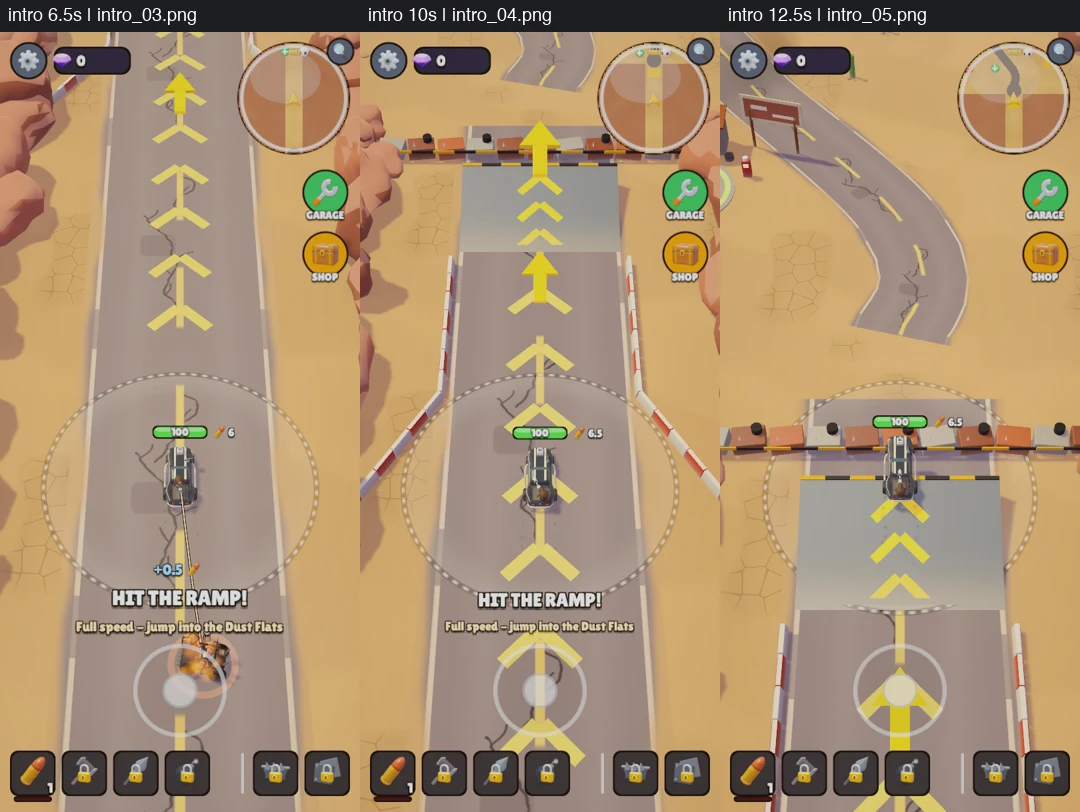 intro 6.5s | intro_03.png
0
GARAGE
SHOP
100 6
+0.5
HIT THE RAMP!
Full speed – jump into the Dust Flats
1
intro 10s | intro_04.png
0
GARAGE
SHOP
100 6.5
HIT THE RAMP!
Full speed – jump into the Dust Flats
1
intro 12.5s | intro_05.png
0
GARAGE
SHOP
100 6.5
1